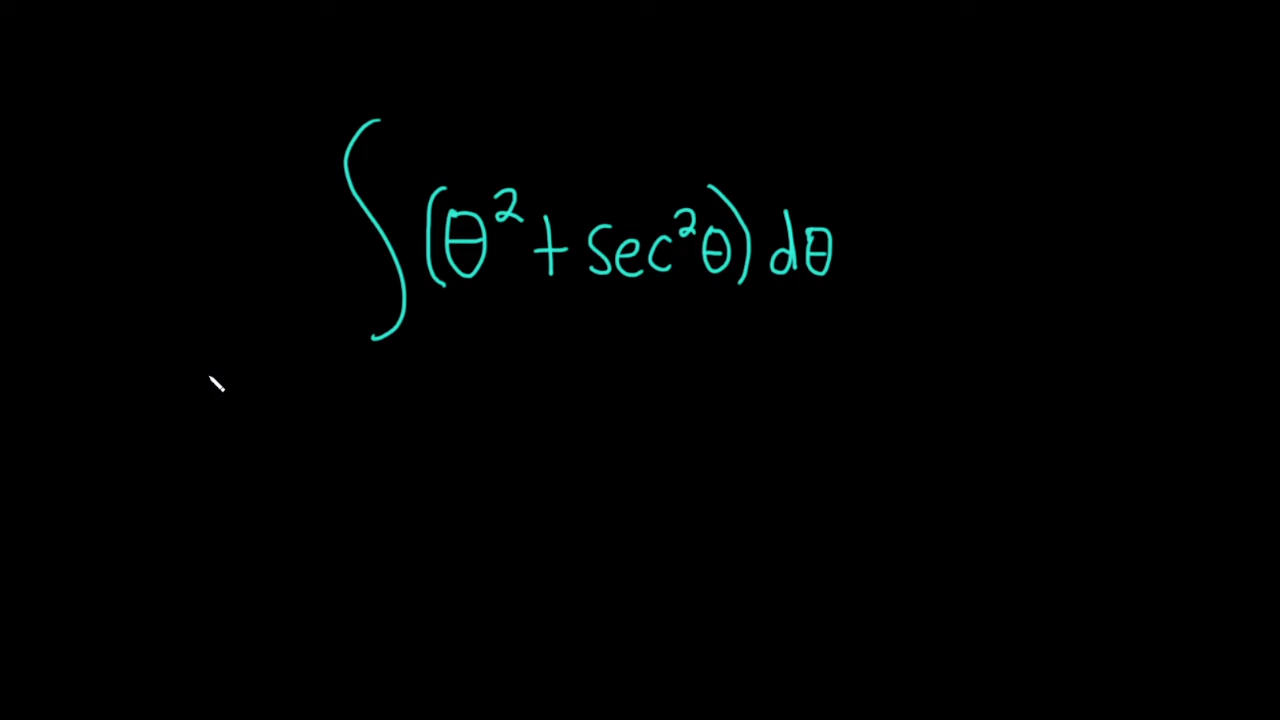 ∫ (θ² + sec²θ) dθ